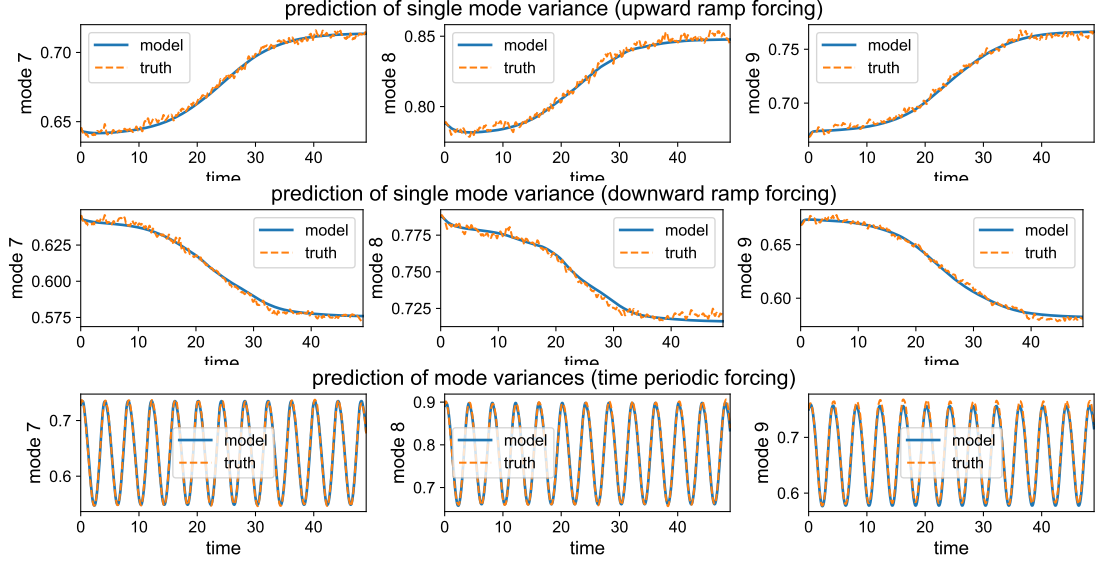 prediction of single mode variance (upward ramp forcing)
mode 7
0.70
0.65
model
truth
0 10 20 30 40
time
mode 8
0.85
0.80
model
truth
0 10 20 30 40
time
mode 9
0.75
0.70
model
truth
0 10 20 30 40
time
prediction of single mode variance (downward ramp forcing)
mode 7
0.625
0.600
0.575
model
truth
0 10 20 30 40
time
mode 8
0.775
0.750
0.725
model
truth
0 10 20 30 40
time
mode 9
0.65
0.60
model
truth
0 10 20 30 40
time
prediction of mode variances (time periodic forcing)
mode 7
0.7
0.6
model
truth
0 10 20 30 40
time
mode 8
0.9
0.8
0.7
model
truth
0 10 20 30 40
time
mode 9
0.7
0.6
model
truth
0 10 20 30 40
time